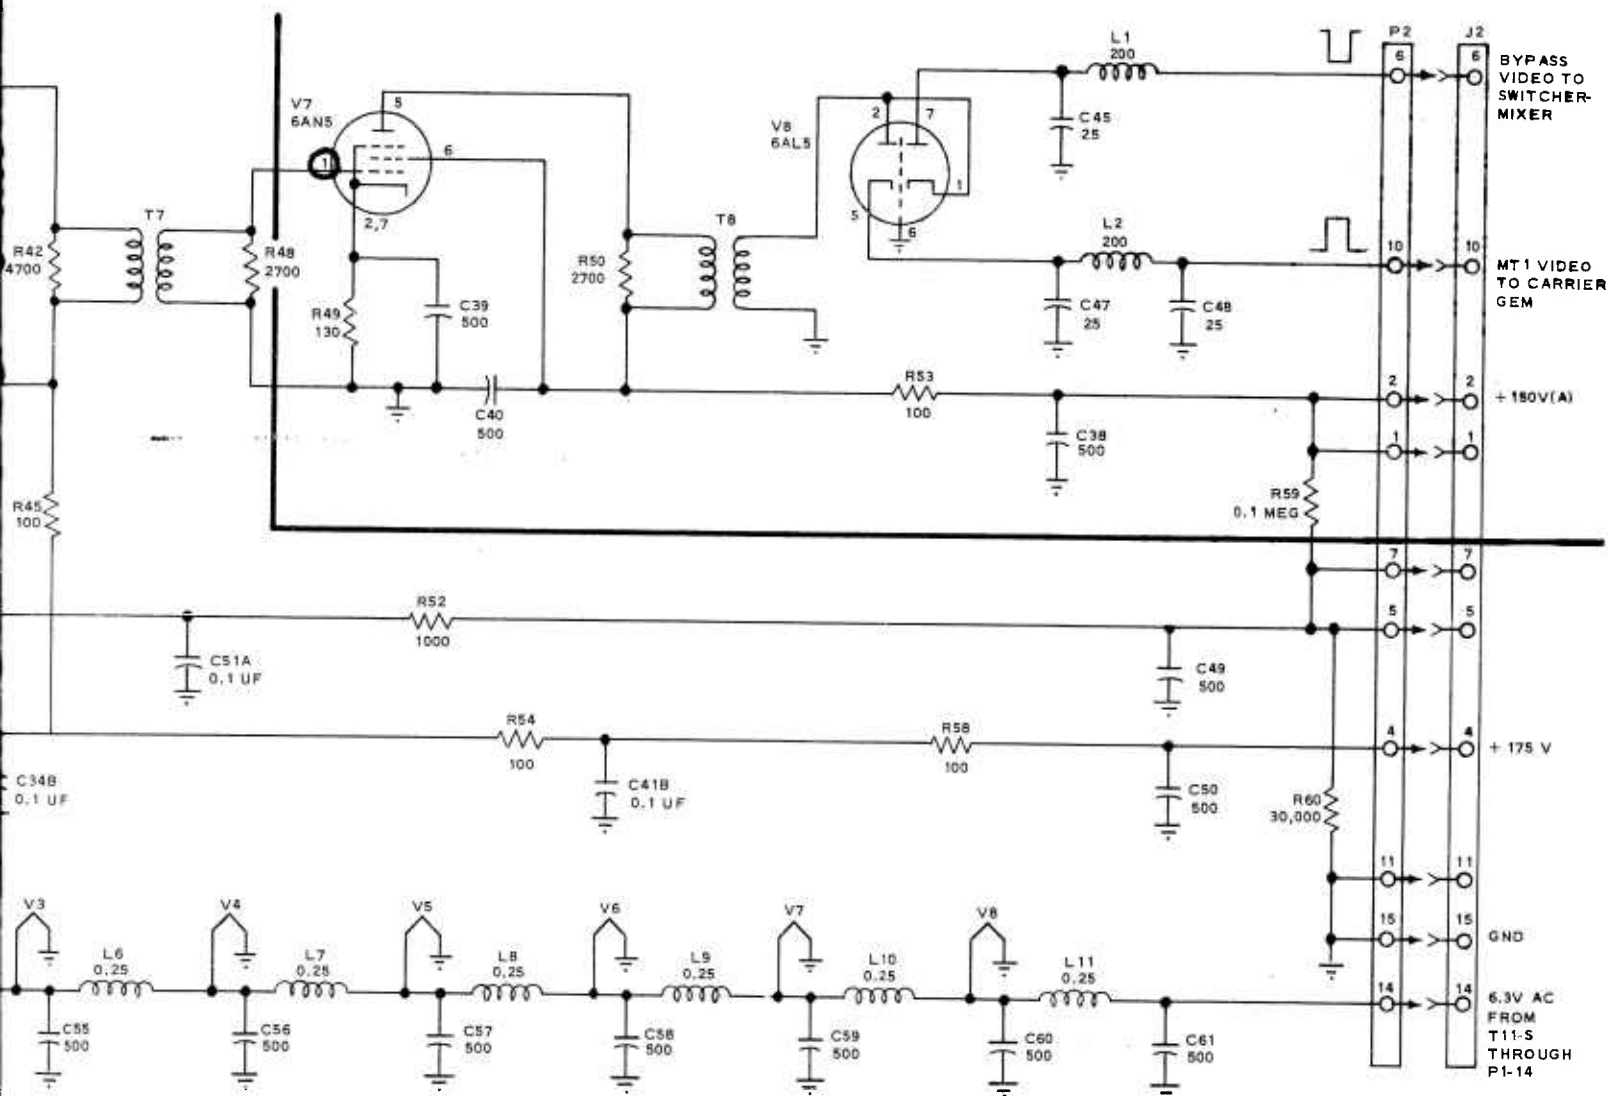 P2
J2
L1
200
6
6
BYPASS
VIDEO TO
SWITCHER-
MIXER
V7
6AN5
5
6
1
2,7
V8
6AL5
2
7
1
5
6
C45
25
T7
R42
4700
R48
2700
R49
130
C39
500
R50
2700
T8
L2
200
10
10
MT1 VIDEO
TO CARRIER
GEM
C47
25
C48
25
C40
500
R53
100
C38
500
2
2
+150V(A)
1
1
R59
0.1 MEG
R45
100
7
7
5
5
R52
1000
C51A
0.1 UF
C49
500
R54
100
C41B
0.1 UF
R58
100
4
4
+ 175 V
C34B
0.1 UF
C50
500
R60
30,000
11
11
V3
V4
V5
V6
V7
V8
15
15
GND
L6
0.25
L7
0.25
L8
0.25
L9
0.25
L10
0.25
L11
0.25
14
14
6.3V AC
FROM
T11-S
THROUGH
P1-14
C55
500
C56
500
C57
500
C58
500
C59
500
C60
500
C61
500